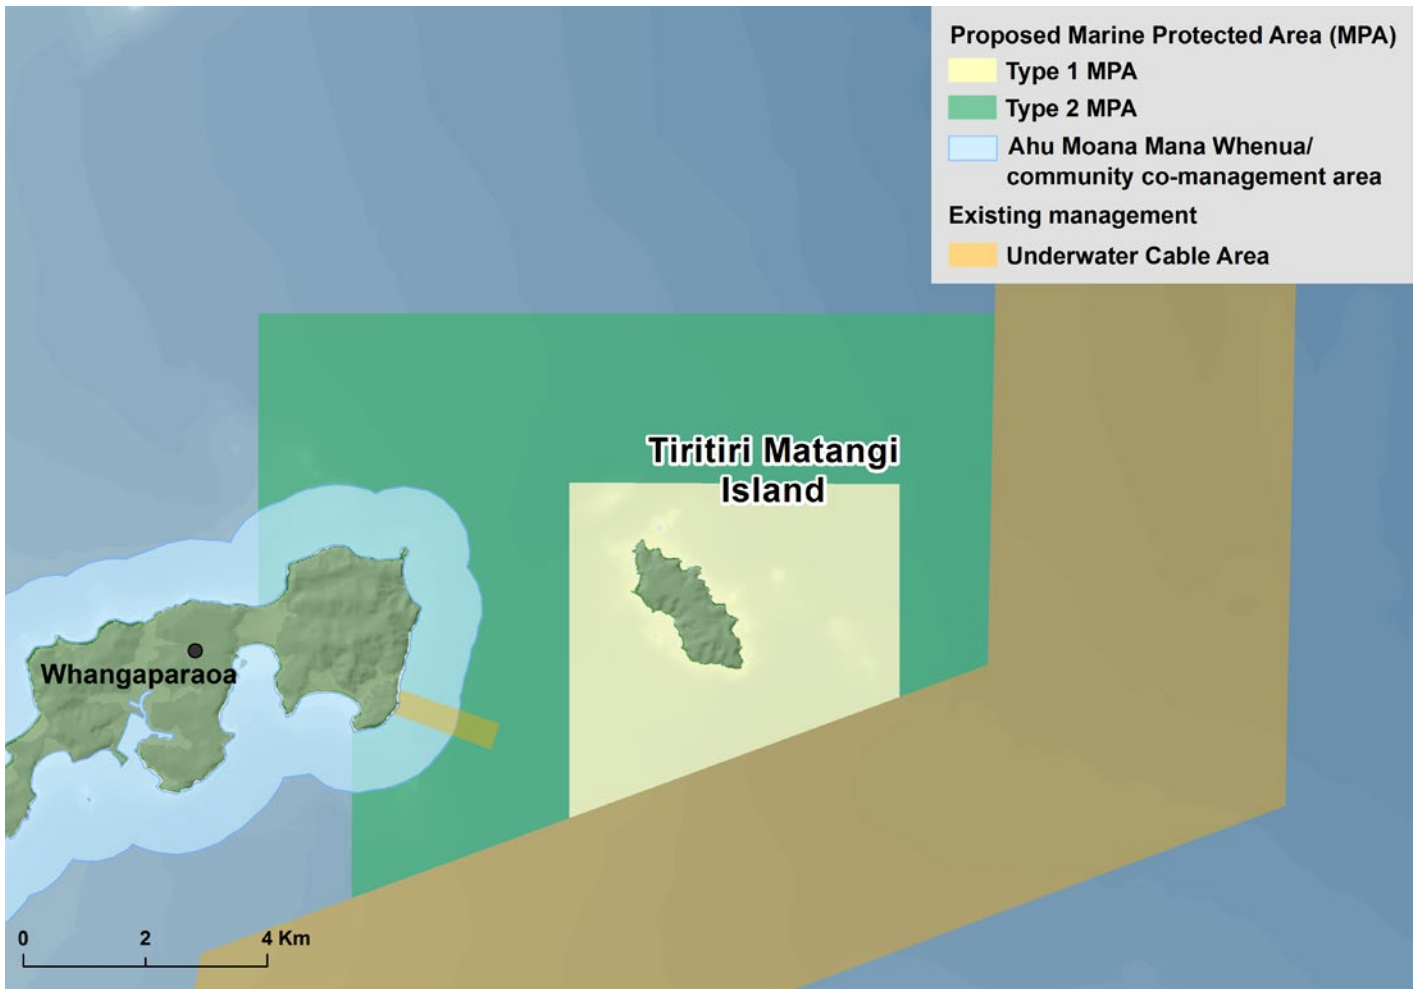 Proposed Marine Protected Area (MPA)
Type 1 MPA
Type 2 MPA
Ahu Moana Mana Whenua/
community co-management area
Existing management
Underwater Cable Area
Tiritiri Matangi
Island
Whangaparaoa
0 2 4 Km